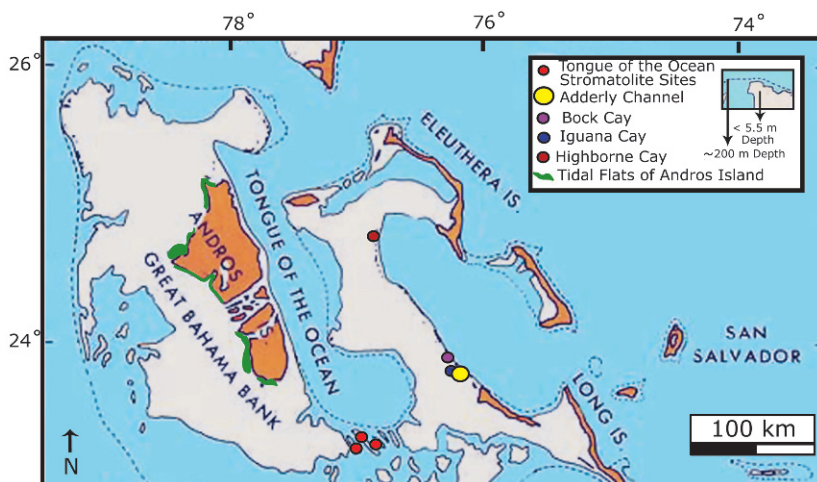 78°
76°
74°
26°
24°
Tongue of the Ocean
Stromatolite Sites
Adderly Channel
Bock Cay
Iguana Cay
Highborne Cay
Tidal Flats of Andros Island
< 5.5 m
Depth
~200 m Depth
ELEUTHERA IS.
TONGUE OF THE OCEAN
ANDROS
IS.
GREAT BAHAMA BANK
SAN
SALVADOR
LONG IS.
100 km
N